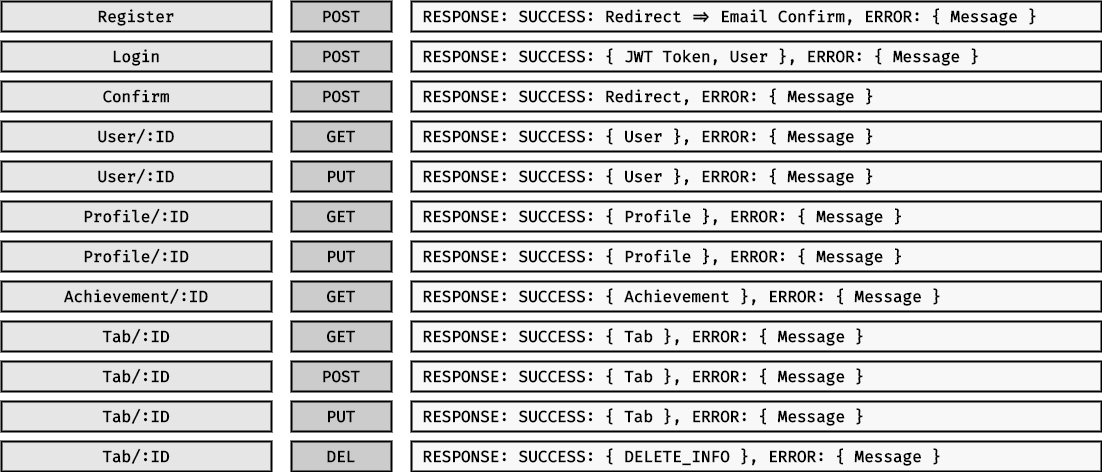 Register POST RESPONSE: SUCCESS: Redirect => Email Confirm, ERROR: { Message }
Login POST RESPONSE: SUCCESS: { JWT Token, User }, ERROR: { Message }
Confirm POST RESPONSE: SUCCESS: Redirect, ERROR: { Message }
User/:ID GET RESPONSE: SUCCESS: { User }, ERROR: { Message }
User/:ID PUT RESPONSE: SUCCESS: { User }, ERROR: { Message }
Profile/:ID GET RESPONSE: SUCCESS: { Profile }, ERROR: { Message }
Profile/:ID PUT RESPONSE: SUCCESS: { Profile }, ERROR: { Message }
Achievement/:ID GET RESPONSE: SUCCESS: { Achievement }, ERROR: { Message }
Tab/:ID GET RESPONSE: SUCCESS: { Tab }, ERROR: { Message }
Tab/:ID POST RESPONSE: SUCCESS: { Tab }, ERROR: { Message }
Tab/:ID PUT RESPONSE: SUCCESS: { Tab }, ERROR: { Message }
Tab/:ID DEL RESPONSE: SUCCESS: { DELETE_INFO }, ERROR: { Message }